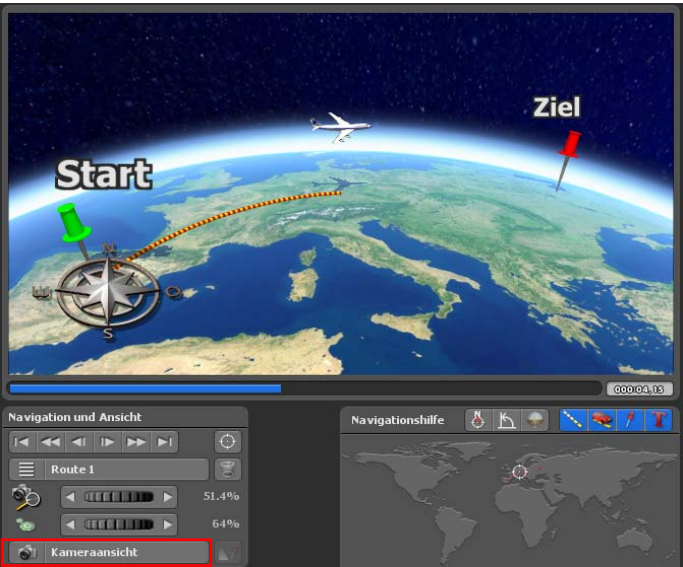 Ziel
Start
N
W
O
S
000:04,15
Navigation und Ansicht
Navigationshilfe
N
Route 1
51.4%
64%
Kameraansicht